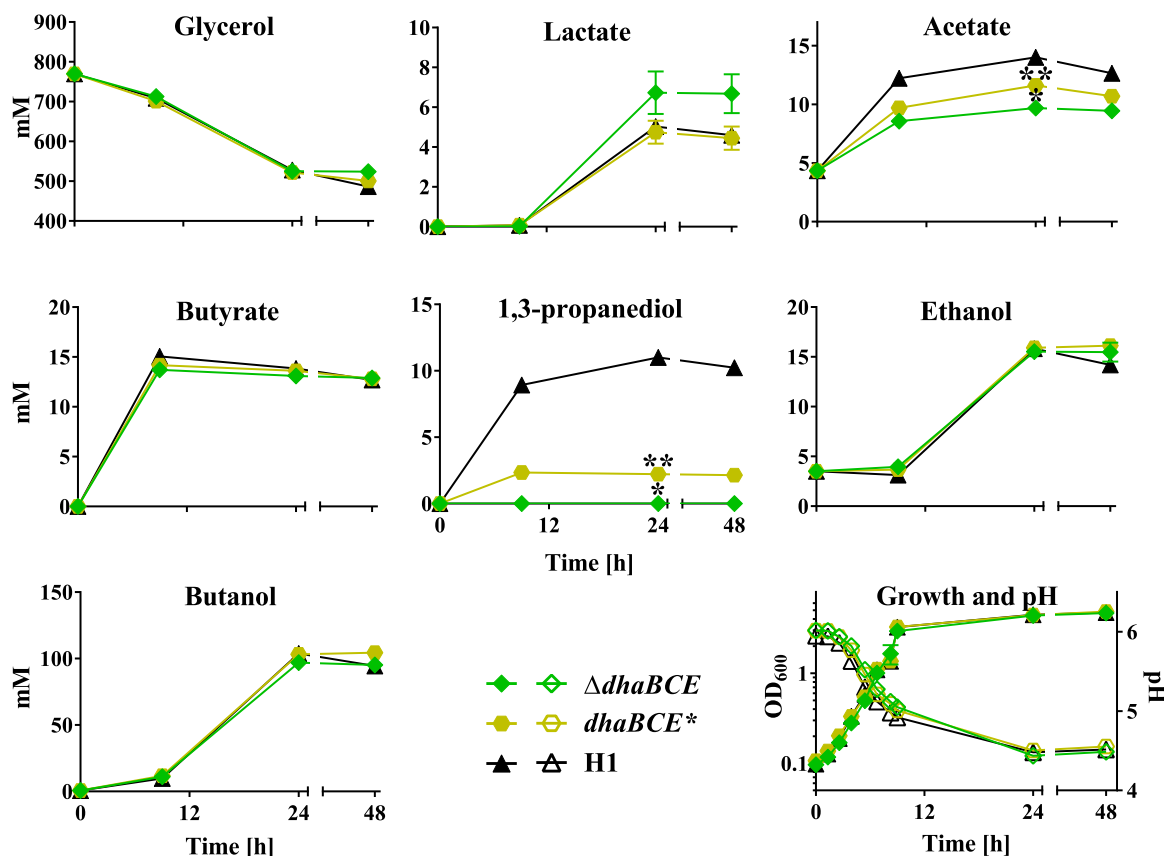 Glycerol
mM
900
800
700
600
500
400
Lactate
10
8
6
4
2
0
Acetate
15
10
5
0
**
*
Butyrate
mM
20
15
10
5
0
1,3-propanediol
15
10
5
0
**
*
0 12 24 48
Time [h]
Ethanol
20
15
10
5
0
Butanol
mM
150
100
50
0
0 12 24 48
Time [h]
ΔdhaBCE
dhaBCE*
H1
Growth and pH
OD600
1
0.1
6
5
4
pH
0 12 24 48
Time [h]